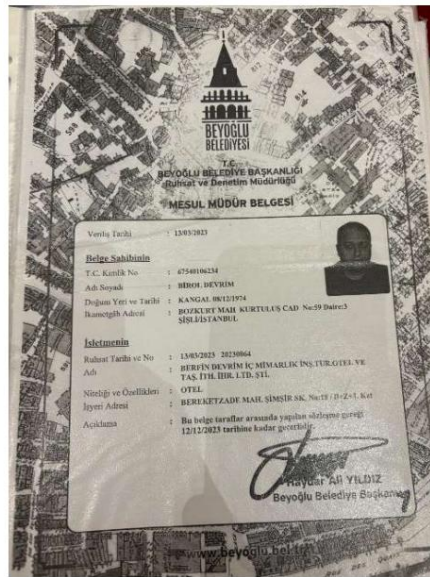 BEYOĞLU
BELEDİYESİ
T.C.
BEYOĞLU BELEDİYE BAŞKANLIĞI
Ruhsat ve Denetim Müdürlüğü
MESUL MÜDÜR BELGESİ
Veriliş Tarihi : 13/03/2023
Belge Sahibinin
T.C. Kimlik No : 67540106234
Adı Soyadı : BİROL DEVRİM
Doğum Yeri ve Tarihi : KANGAL 08/12/1974
İkametgâh Adresi : BOZKURT MAH KURTULUŞ CAD No:59 Daire:3
ŞİŞLİ/İSTANBUL
İşletmenin
Ruhsat Tarihi ve No : 13/03/2023 20230064
Adı : BERFİN DEVRİM İÇ MİMARLIK İNŞ.TUR.OTEL VE
TAŞ. İTH. İHR. LTD. ŞTİ.
Niteliği ve Özellikleri : OTEL
İşyeri Adresi : BEREKETZADE MAH. ŞİMŞİR SK. No:18 / B+Z+1. Kat
Açıklama : Bu belge taraflar arasında yapılan sözleşme gereği
12/12/2023 tarihine kadar geçerlidir.
Haydar Ali YILDIZ
Beyoğlu Belediye Başkanı
www.beyoglu.bel.tr